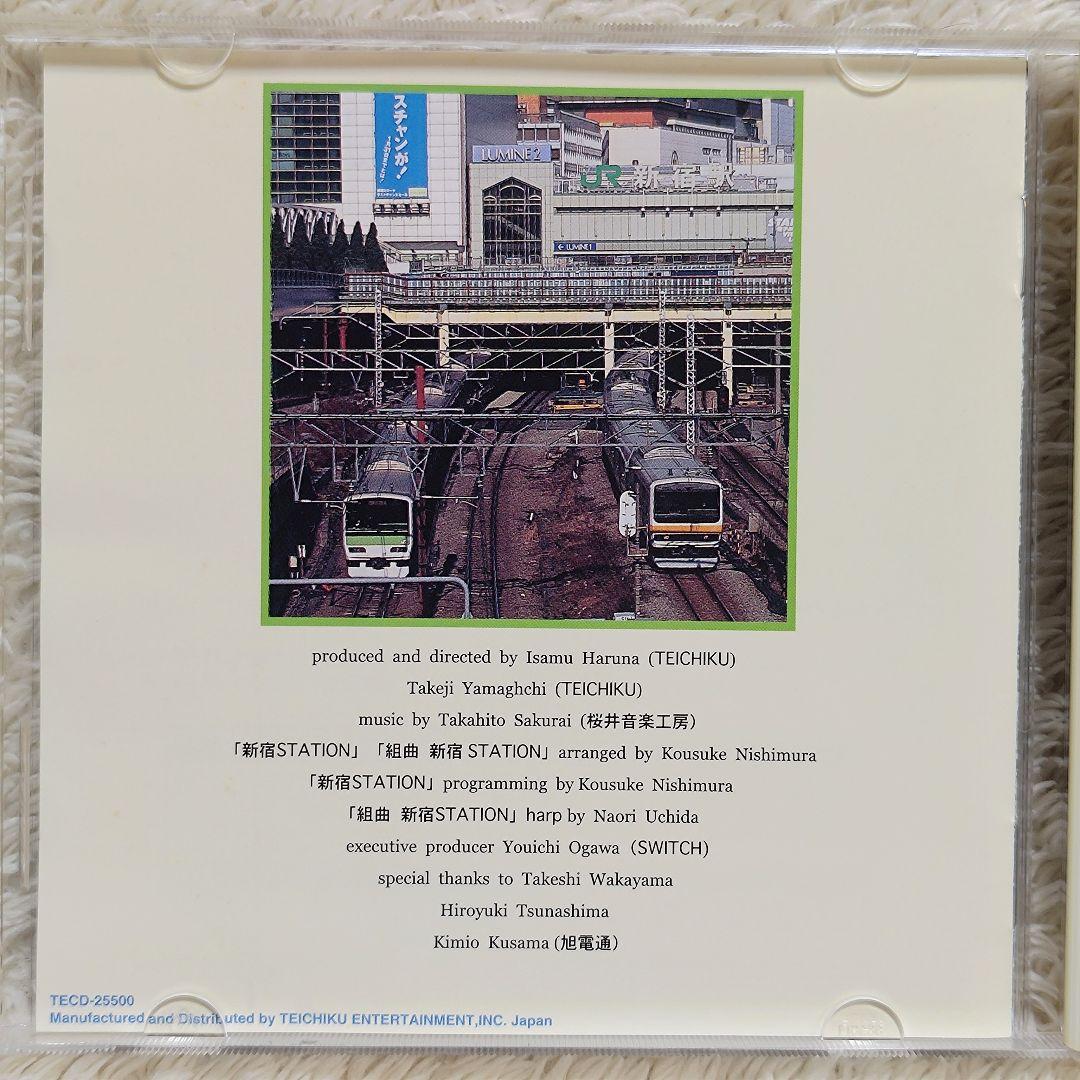 スチャンが!
LUMINE 2
JR 新宿駅
← LUMINE 1
produced and directed by Isamu Haruna (TEICHIKU)
Takeji Yamaghchi (TEICHIKU)
music by Takahito Sakurai (桜井音楽工房)
「新宿STATION」「組曲 新宿 STATION」arranged by Kousuke Nishimura
「新宿STATION」programming by Kousuke Nishimura
「組曲 新宿STATION」harp by Naori Uchida
executive producer Youichi Ogawa (SWITCH)
special thanks to Takeshi Wakayama
Hiroyuki Tsunashima
Kimio Kusama (旭電通)
TECD-25500
Manufactured and Distributed by TEICHIKU ENTERTAINMENT,INC. Japan